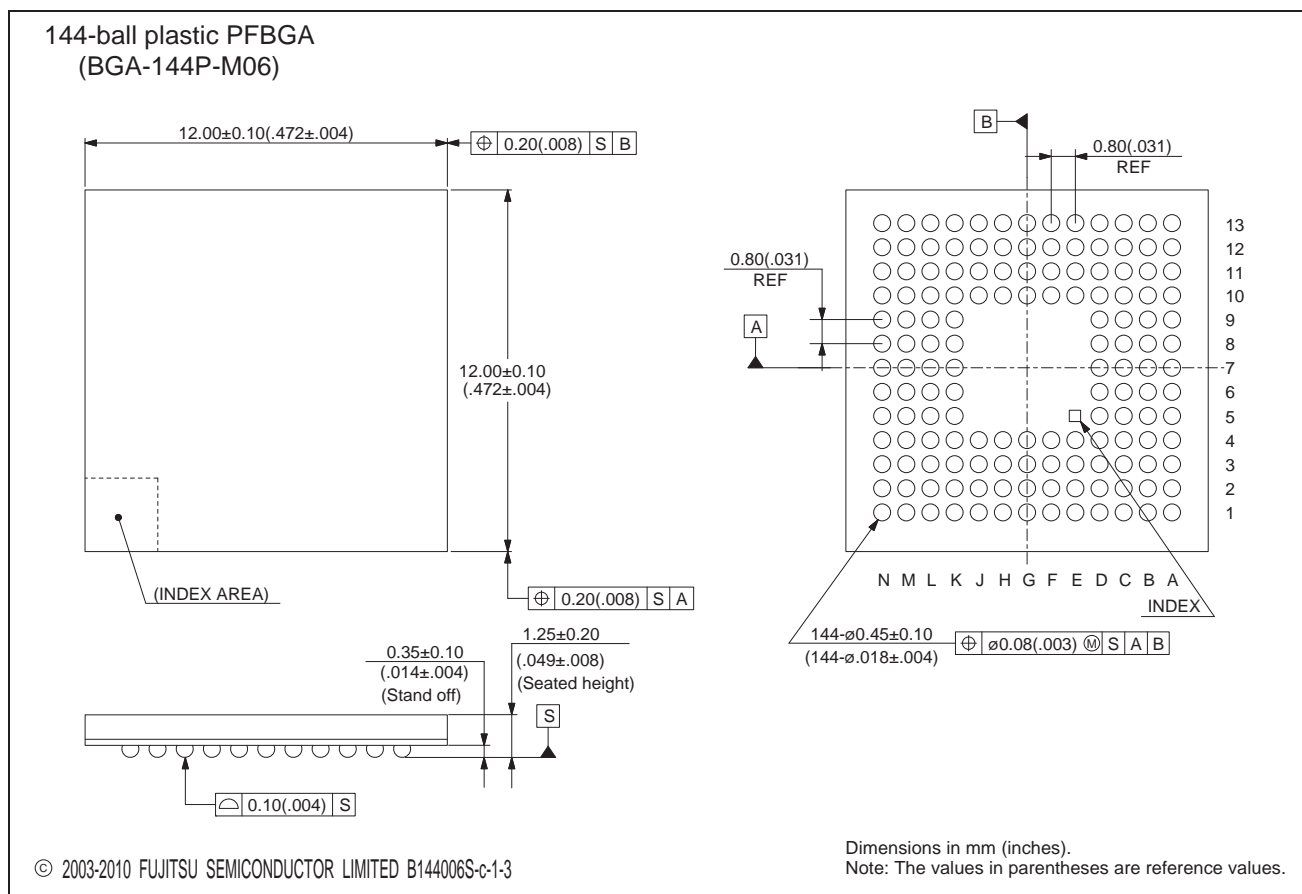 144-ball plastic PFBGA
(BGA-144P-M06)
12.00±0.10(.472±.004)
⌖ 0.20(.008) S B
B
0.80(.031)
REF
0.80(.031)
REF
A
13
12
11
10
9
8
7
6
5
4
3
2
1
12.00±0.10
(.472±.004)
(INDEX AREA)
⌖ 0.20(.008) S A
N M L K J H G F E D C B A
INDEX
144-ø0.45±0.10
(144-ø.018±.004)
⌖ ø0.08(.003) Ⓜ S A B
1.25±0.20
(.049±.008)
(Seated height)
0.35±0.10
(.014±.004)
(Stand off)
S
⌓ 0.10(.004) S
© 2003-2010 FUJITSU SEMICONDUCTOR LIMITED B144006S-c-1-3
Dimensions in mm (inches).
Note: The values in parentheses are reference values.